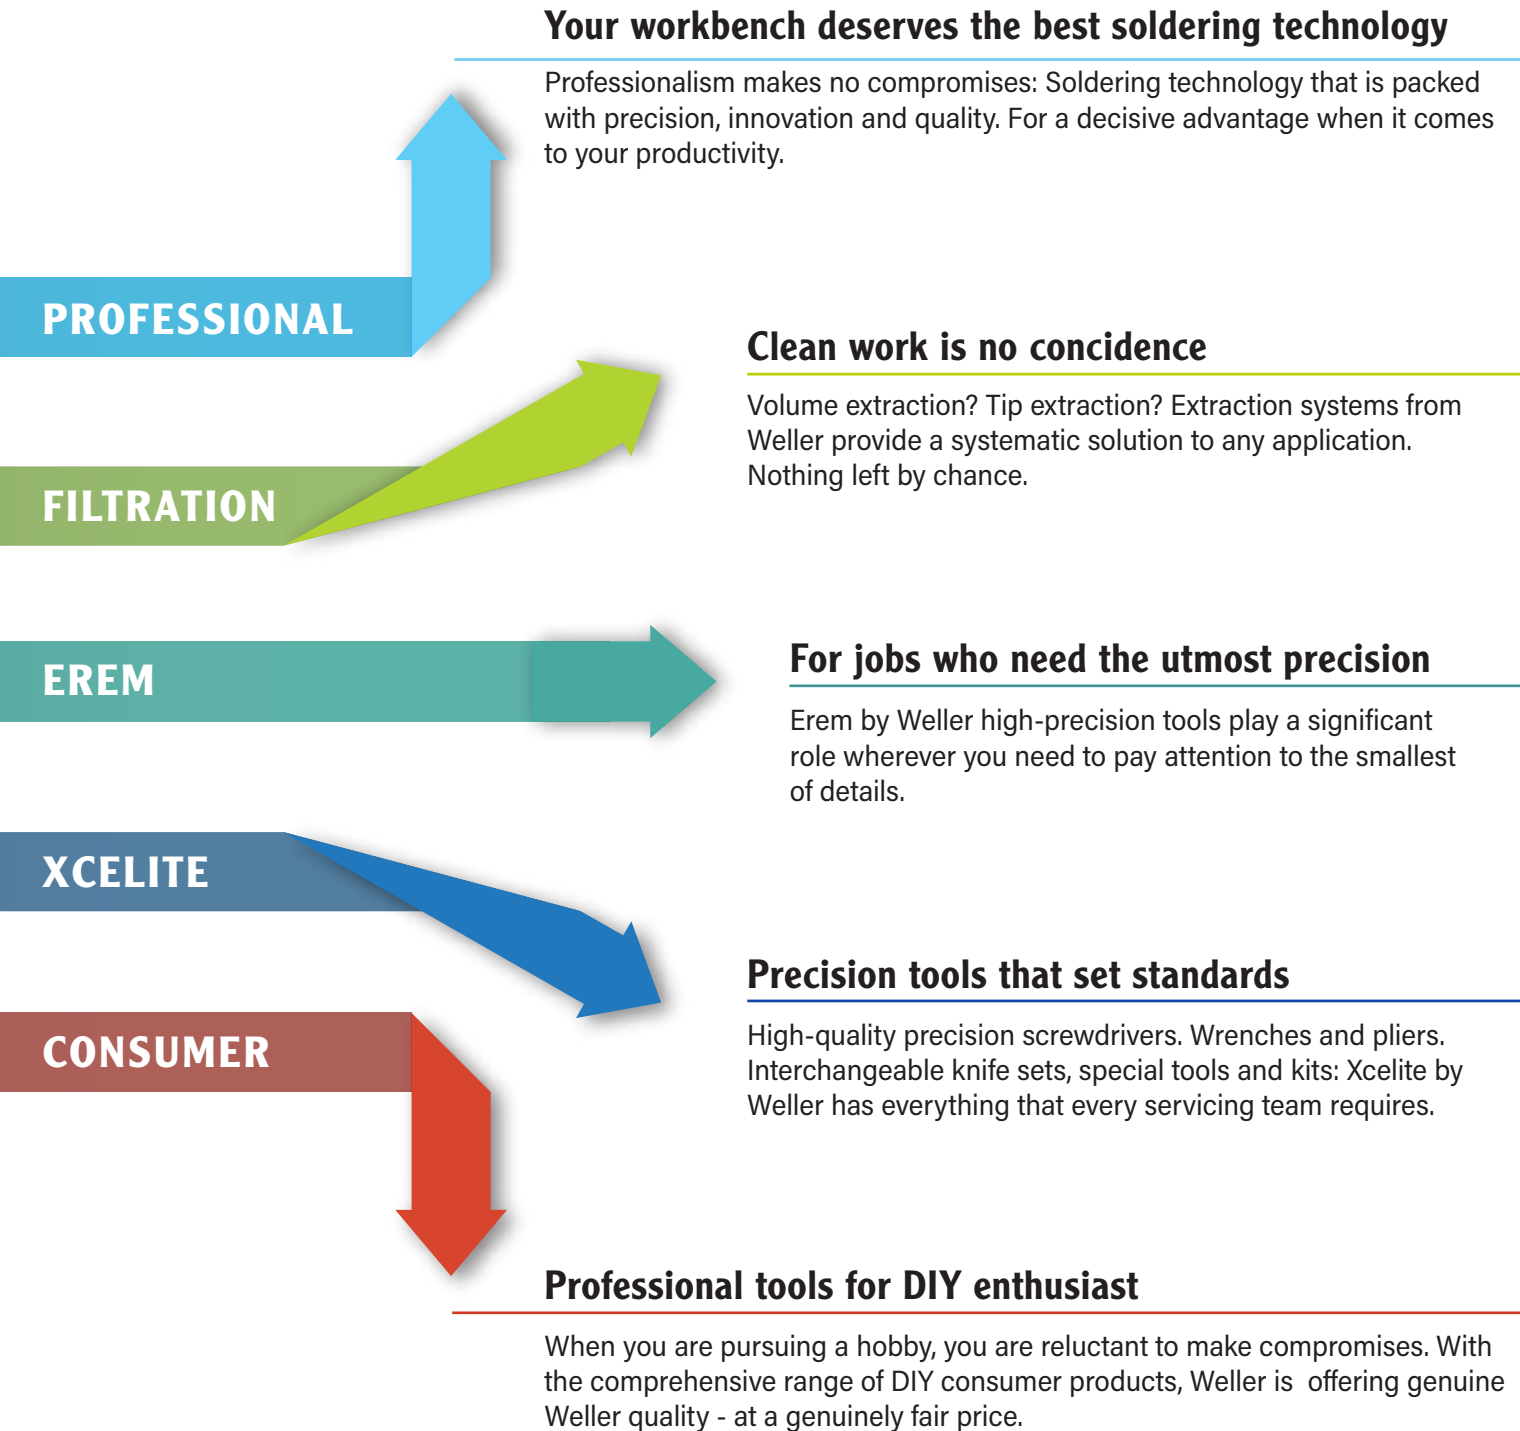 Your workbench deserves the best soldering technology
Professionalism makes no compromises: Soldering technology that is packed
with precision, innovation and quality. For a decisive advantage when it comes
to your productivity.
PROFESSIONAL
Clean work is no concidence
Volume extraction? Tip extraction? Extraction systems from
Weller provide a systematic solution to any application.
Nothing left by chance.
FILTRATION
For jobs who need the utmost precision
EREM
Erem by Weller high-precision tools play a significant
role wherever you need to pay attention to the smallest
of details.
XCELITE
Precision tools that set standards
High-quality precision screwdrivers. Wrenches and pliers.
Interchangeable knife sets, special tools and kits: Xcelite by
Weller has everything that every servicing team requires.
CONSUMER
Professional tools for DIY enthusiast
When you are pursuing a hobby, you are reluctant to make compromises. With
the comprehensive range of DIY consumer products, Weller is  offering genuine
Weller quality - at a genuinely fair price.